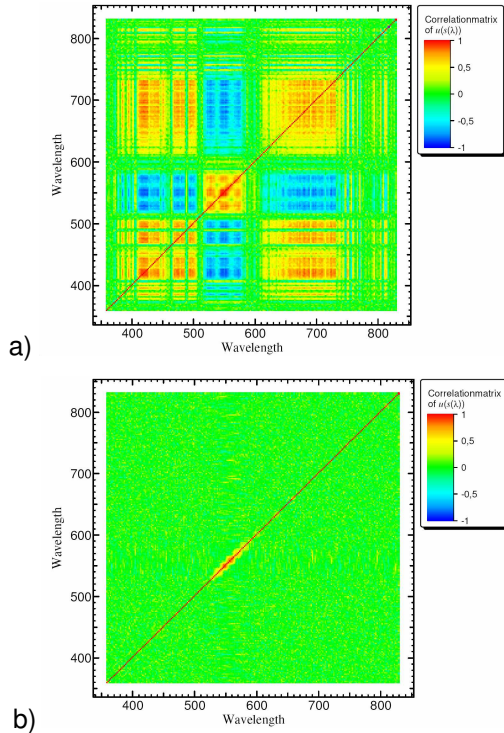 Correlationmatrix
of u(s(λ))
1
0,5
0
-0,5
-1
800
700
600
500
400
Wavelength
400 500 600 700 800
Wavelength
a)
Correlationmatrix
of u(s(λ))
1
0,5
0
-0,5
-1
800
700
600
500
400
Wavelength
400 500 600 700 800
Wavelength
b)